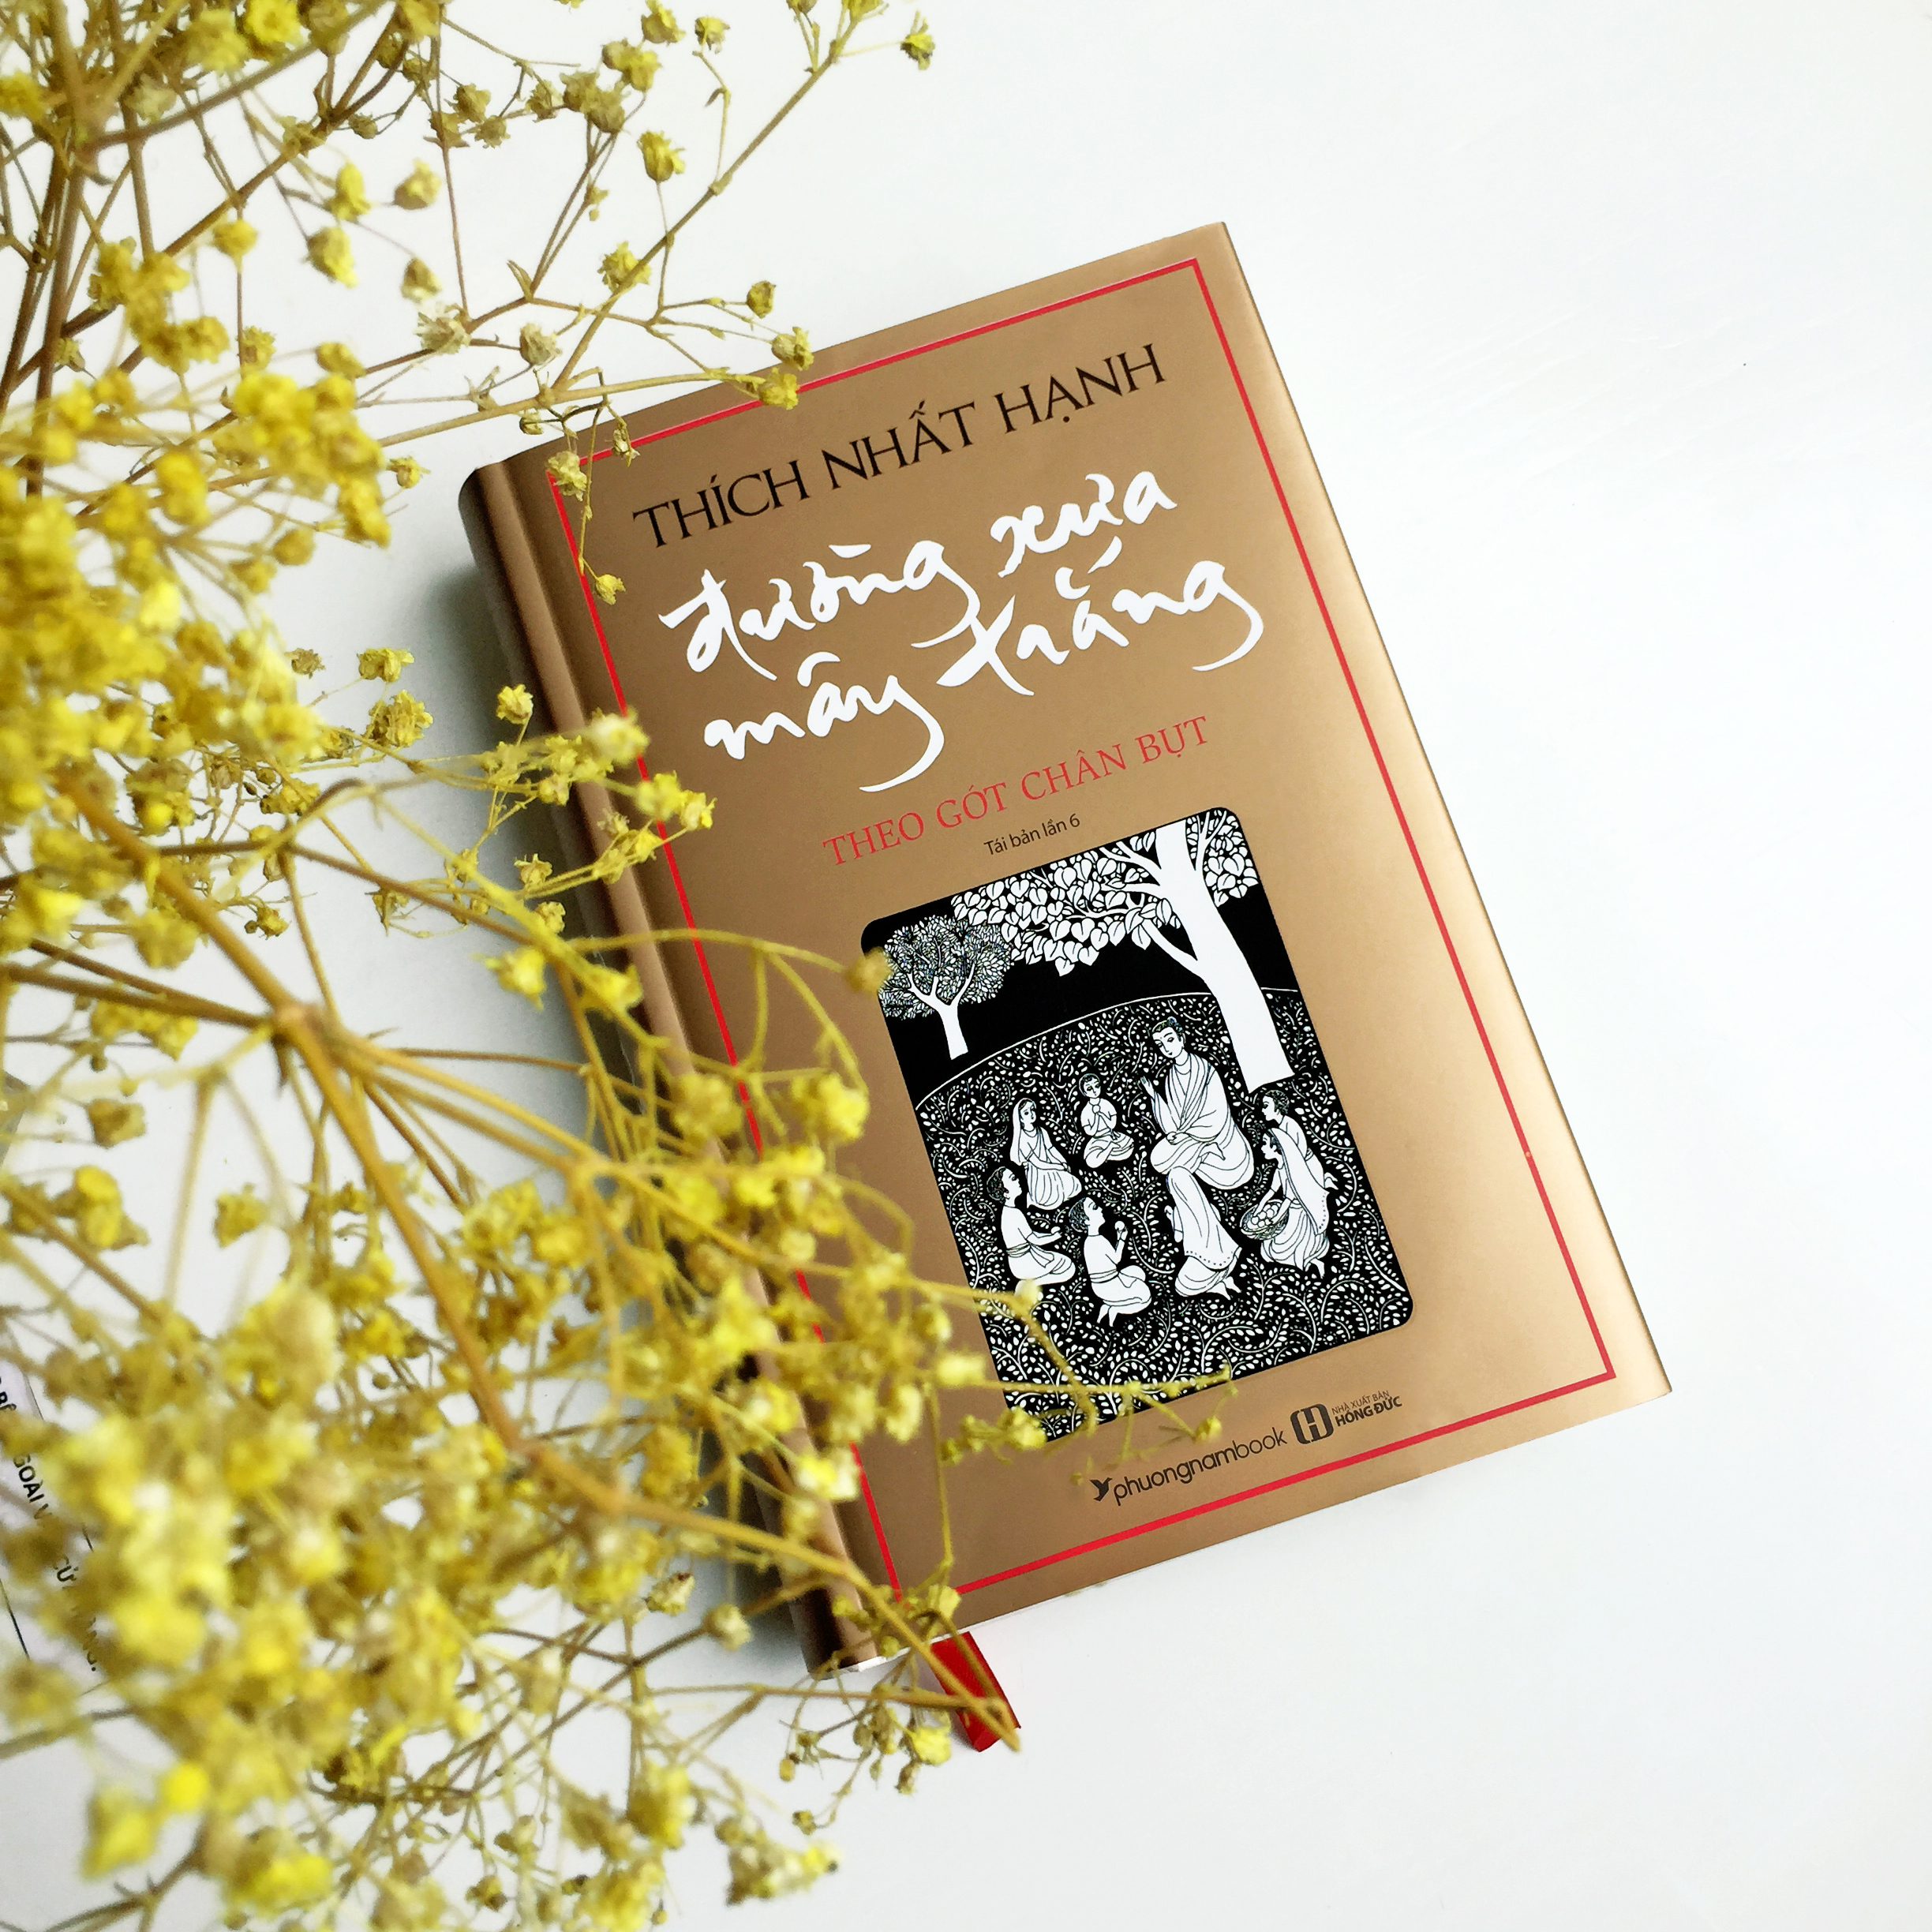 THÍCH NHẤT HẠNH
đường xưa
mây trắng
THEO GÓT CHÂN BỤT
Tái bản lần 6
phuongnambook
NHÀ XUẤT BẢN
HỒNG ĐỨC